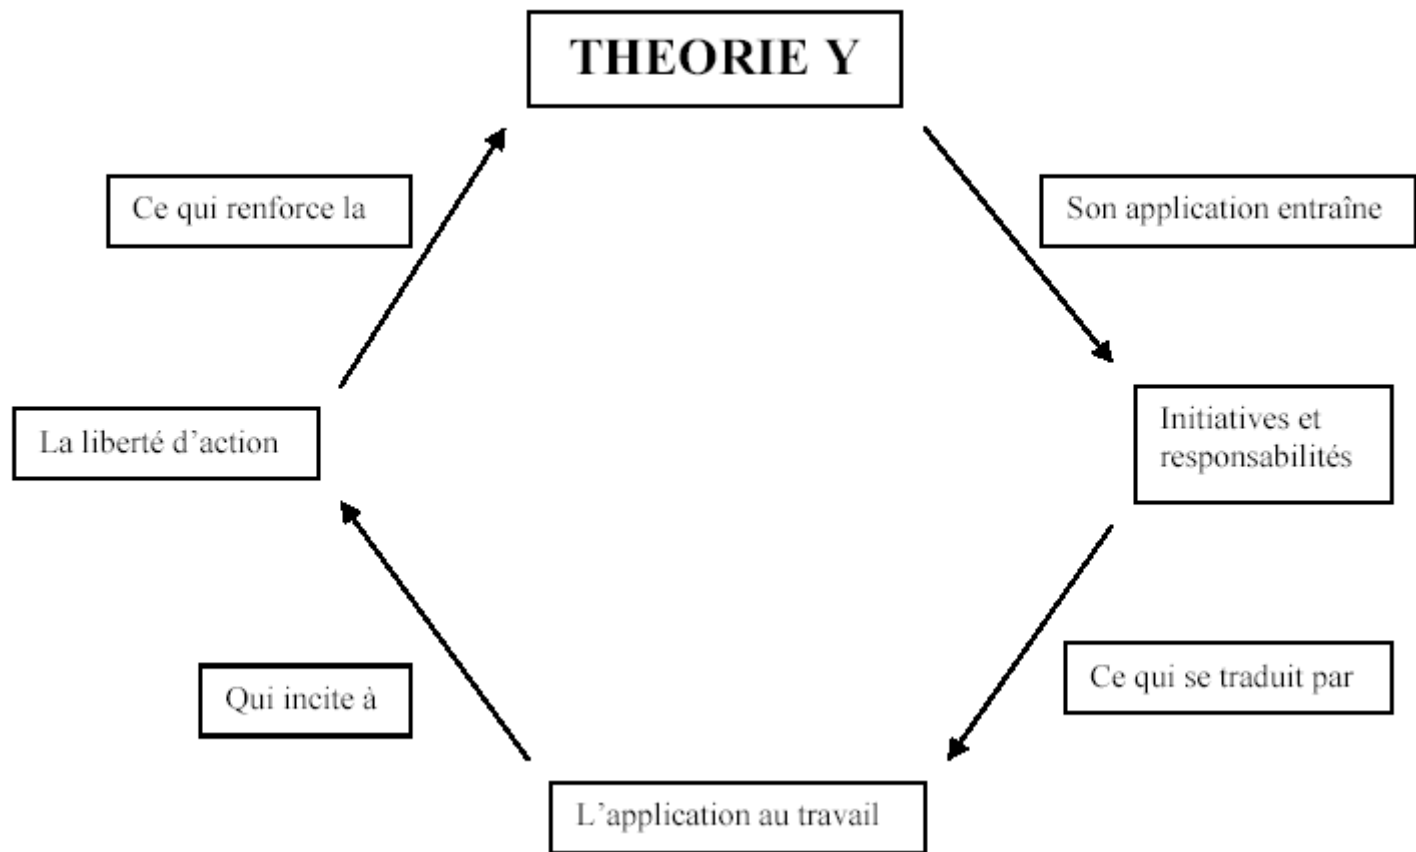 THEORIE Y
Ce qui renforce la
Son application entraîne
La liberté d’action
Initiatives et
responsabilités
Qui incite à
Ce qui se traduit par
L’application au travail